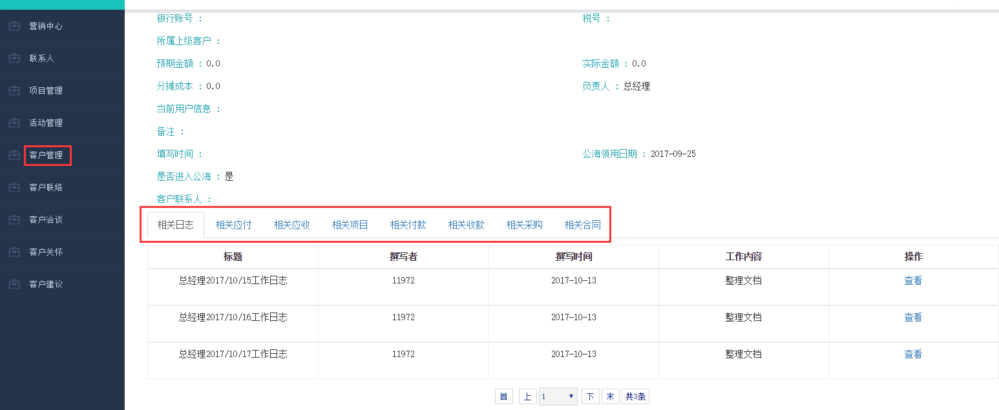 营销中心
联系人
项目管理
活动管理
客户管理
客户联络
客户洽谈
客户关怀
客户建议
银行账号 ： 税号 ：
所属上级客户 ：
预期金额 ：0.0 实际金额 ：0.0
分摊成本 ：0.0 负责人 ：总经理
当前用户信息 ：
备注 ：
填写时间 ： 公海领用日期 ：2017-09-25
是否进入公海 ：是
客户联系人 ：
相关日志 相关应付 相关应收 相关项目 相关付款 相关收款 相关采购 相关合同
标题 撰写者 撰写时间 工作内容 操作
总经理2017/10/15工作日志 11972 2017-10-13 整理文档 查看
总经理2017/10/16工作日志 11972 2017-10-13 整理文档 查看
总经理2017/10/17工作日志 11972 2017-10-13 整理文档 查看
首 上 1 下 末 共3条